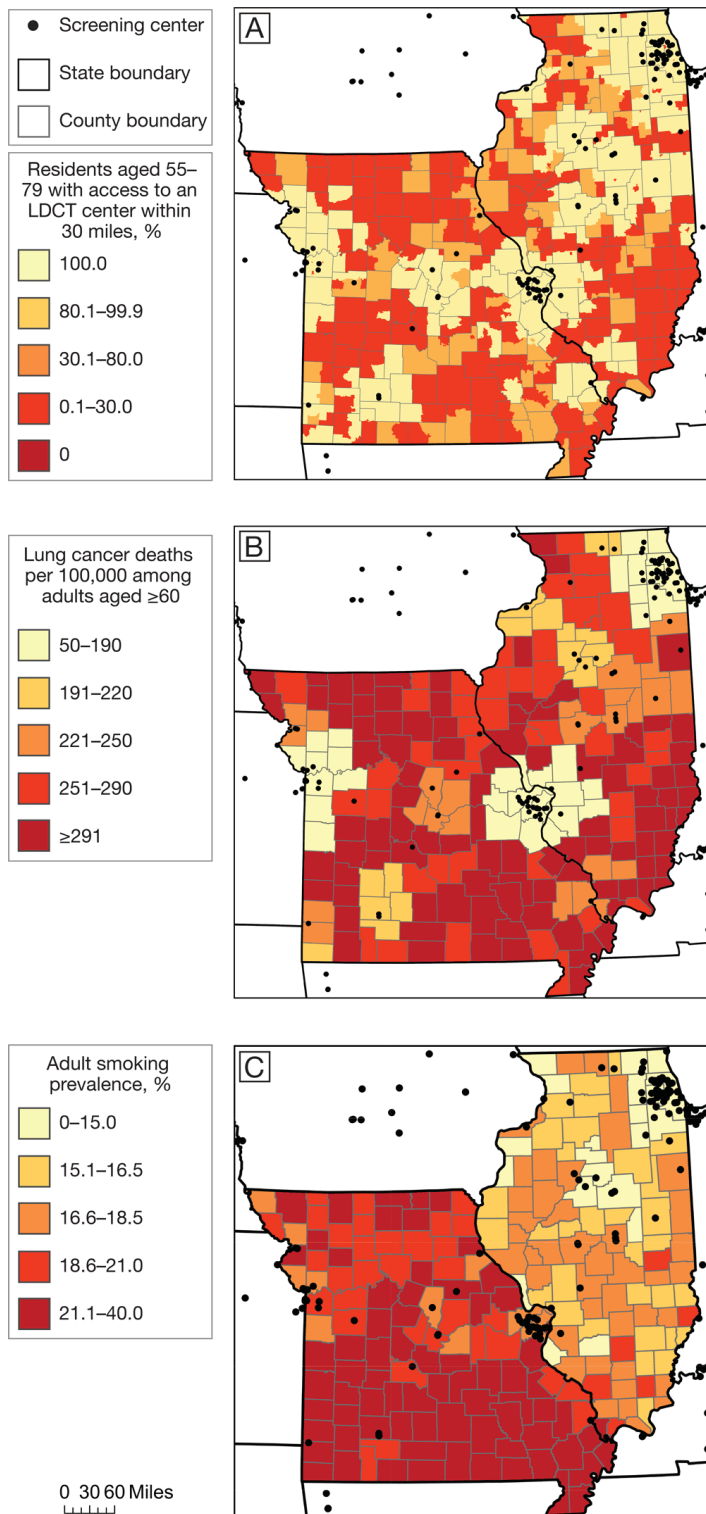 Screening center
State boundary
County boundary
Residents aged 55–
79 with access to an
LDCT center within
30 miles, %
100.0
80.1–99.9
30.1–80.0
0.1–30.0
0
A
Lung cancer deaths
per 100,000 among
adults aged ≥60
50–190
191–220
221–250
251–290
≥291
B
Adult smoking
prevalence, %
0–15.0
15.1–16.5
16.6–18.5
18.6–21.0
21.1–40.0
C
0 30 60 Miles